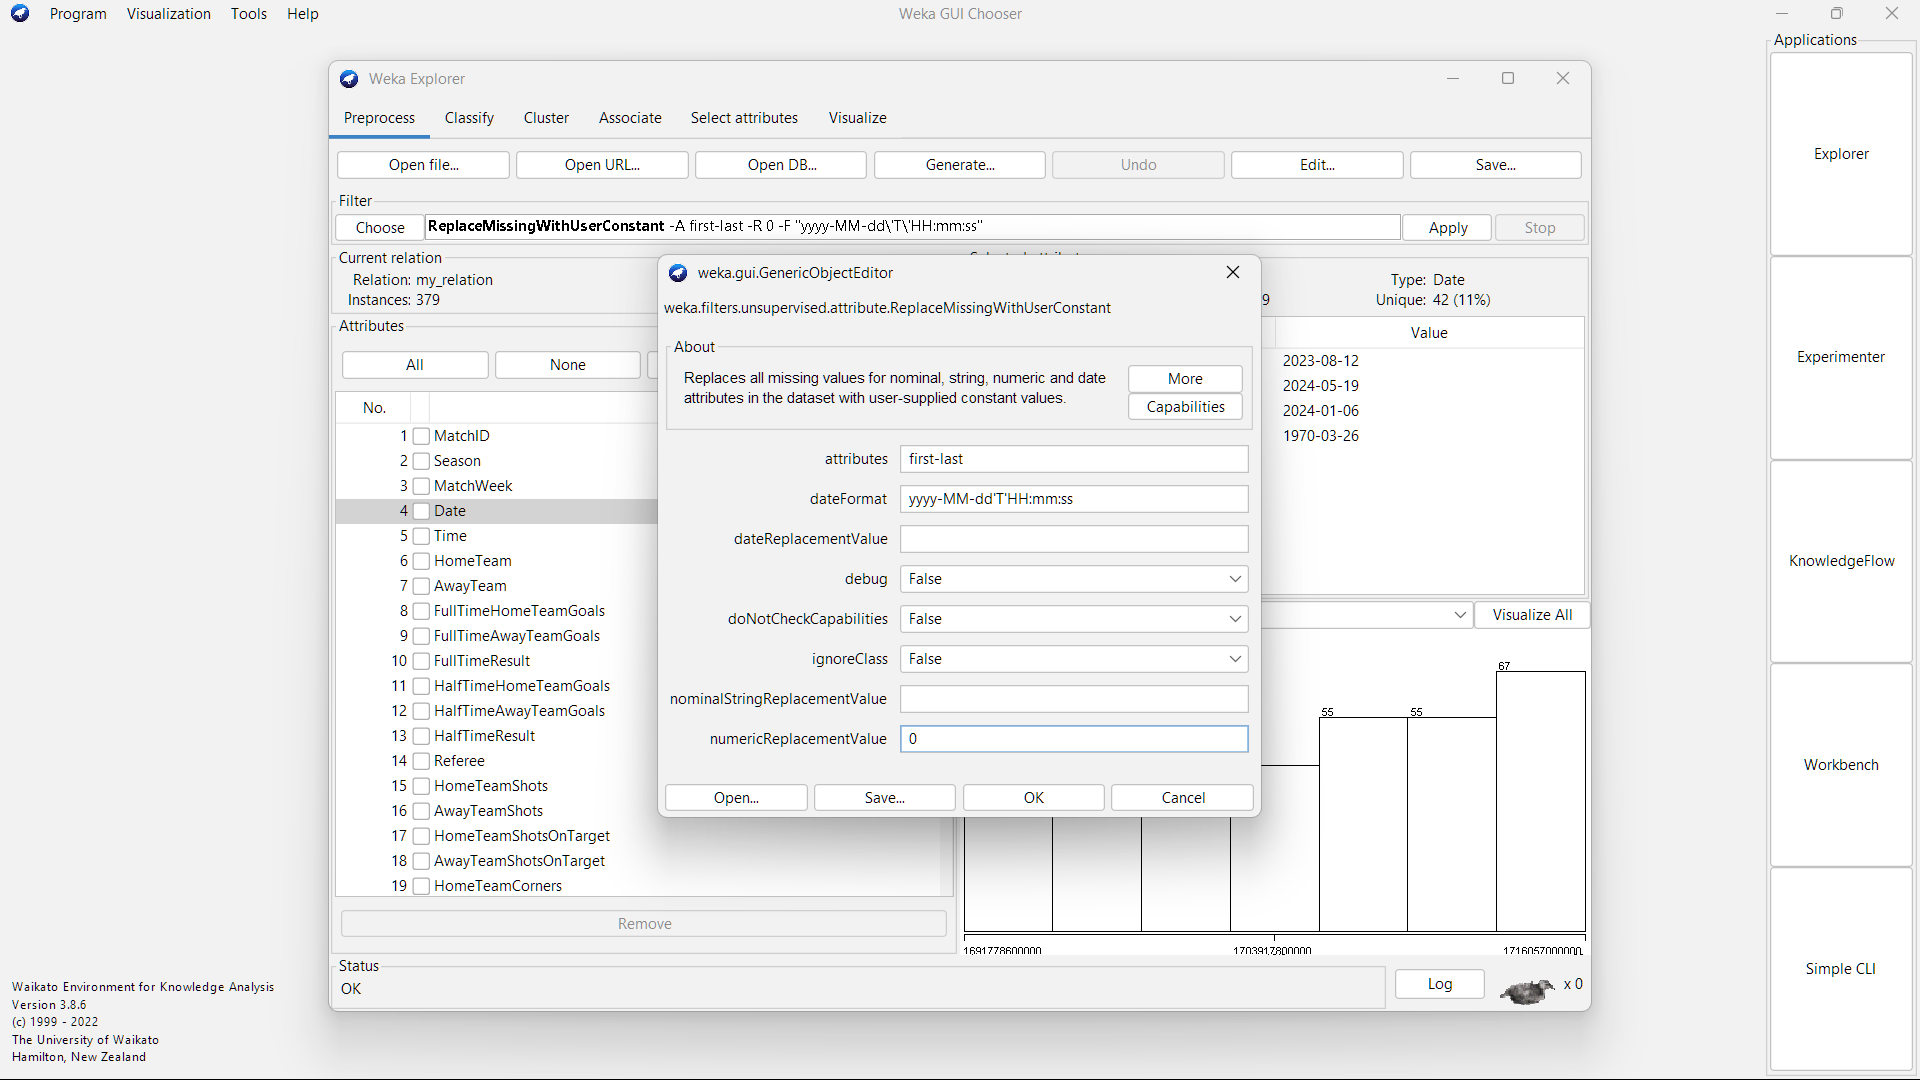 Program Visualization Tools Help
Weka GUI Chooser
Applications
Explorer
Experimenter
KnowledgeFlow
Workbench
Simple CLI
Weka Explorer
Preprocess Classify Cluster Associate Select attributes Visualize
Open file... Open URL... Open DB... Generate... Undo Edit... Save...
Filter
Choose ReplaceMissingWithUserConstant -A first-last -R 0 -F "yyyy-MM-dd\'T\'HH:mm:ss" Apply Stop
Current relation
Relation: my_relation
Instances: 379
Attributes
All None
No.
1 MatchID
2 Season
3 MatchWeek
4 Date
5 Time
6 HomeTeam
7 AwayTeam
8 FullTimeHomeTeamGoals
9 FullTimeAwayTeamGoals
10 FullTimeResult
11 HalfTimeHomeTeamGoals
12 HalfTimeAwayTeamGoals
13 HalfTimeResult
14 Referee
15 HomeTeamShots
16 AwayTeamShots
17 HomeTeamShotsOnTarget
18 AwayTeamShotsOnTarget
19 HomeTeamCorners
Remove
weka.gui.GenericObjectEditor
weka.filters.unsupervised.attribute.ReplaceMissingWithUserConstant
About
Replaces all missing values for nominal, string, numeric and date
attributes in the dataset with user-supplied constant values.
More
Capabilities
attributes first-last
dateFormat yyyy-MM-dd'T'HH:mm:ss
dateReplacementValue
debug False
doNotCheckCapabilities False
ignoreClass False
nominalStringReplacementValue
numericReplacementValue 0
Open... Save... OK Cancel
Type: Date
9 Unique: 42 (11%)
Value
2023-08-12
2024-05-19
2024-01-06
1970-03-26
Visualize All
55 55 67
1691778600000 1703917800000 1716057000000
Status
OK
Log x 0
Waikato Environment for Knowledge Analysis
Version 3.8.6
(c) 1999 - 2022
The University of Waikato
Hamilton, New Zealand